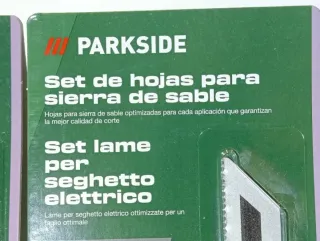 PARKSIDE
Set de hojas para
sierra de sable
Hojas para sierra de sable optimizadas para cada aplicación que garantizan
la mejor calidad de corte
Set lame
per
seghetto
elettrico
Lame per seghetto elettrico ottimizzate per un
taglio ottimale